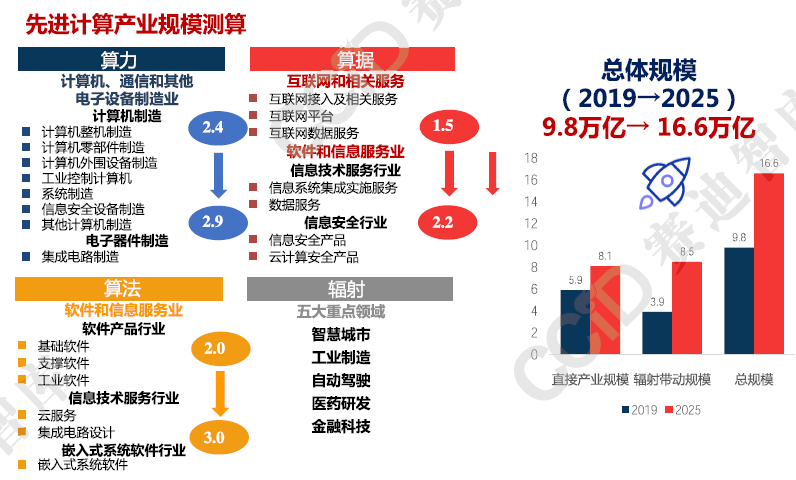 先进计算产业规模测算
算力
计算机、通信和其他
电子设备制造业
计算机制造
计算机整机制造
计算机零部件制造
计算机外围设备制造
工业控制计算机
系统制造
信息安全设备制造
其他计算机制造
电子器件制造
集成电路制造
2.4
2.9
算据
互联网和相关服务
互联网接入及相关服务
互联网平台
互联网数据服务
软件和信息服务业
信息技术服务行业
信息系统集成实施服务
数据服务
信息安全行业
信息安全产品
云计算安全产品
1.5
2.2
算法
软件和信息服务业
软件产品行业
基础软件
支撑软件
工业软件
信息技术服务行业
云服务
集成电路设计
嵌入式系统软件行业
嵌入式系统软件
2.0
3.0
辐射
五大重点领域
智慧城市
工业制造
自动驾驶
医药研发
金融科技
总体规模
（2019→2025）
9.8万亿→ 16.6万亿
18
16
14
12
10
8
6
4
2
0
5.9
8.1
3.9
8.5
9.8
16.6
直接产业规模 辐射带动规模 总规模
2019 2025
CCID 赛迪智库
CCID 赛迪智库
智库